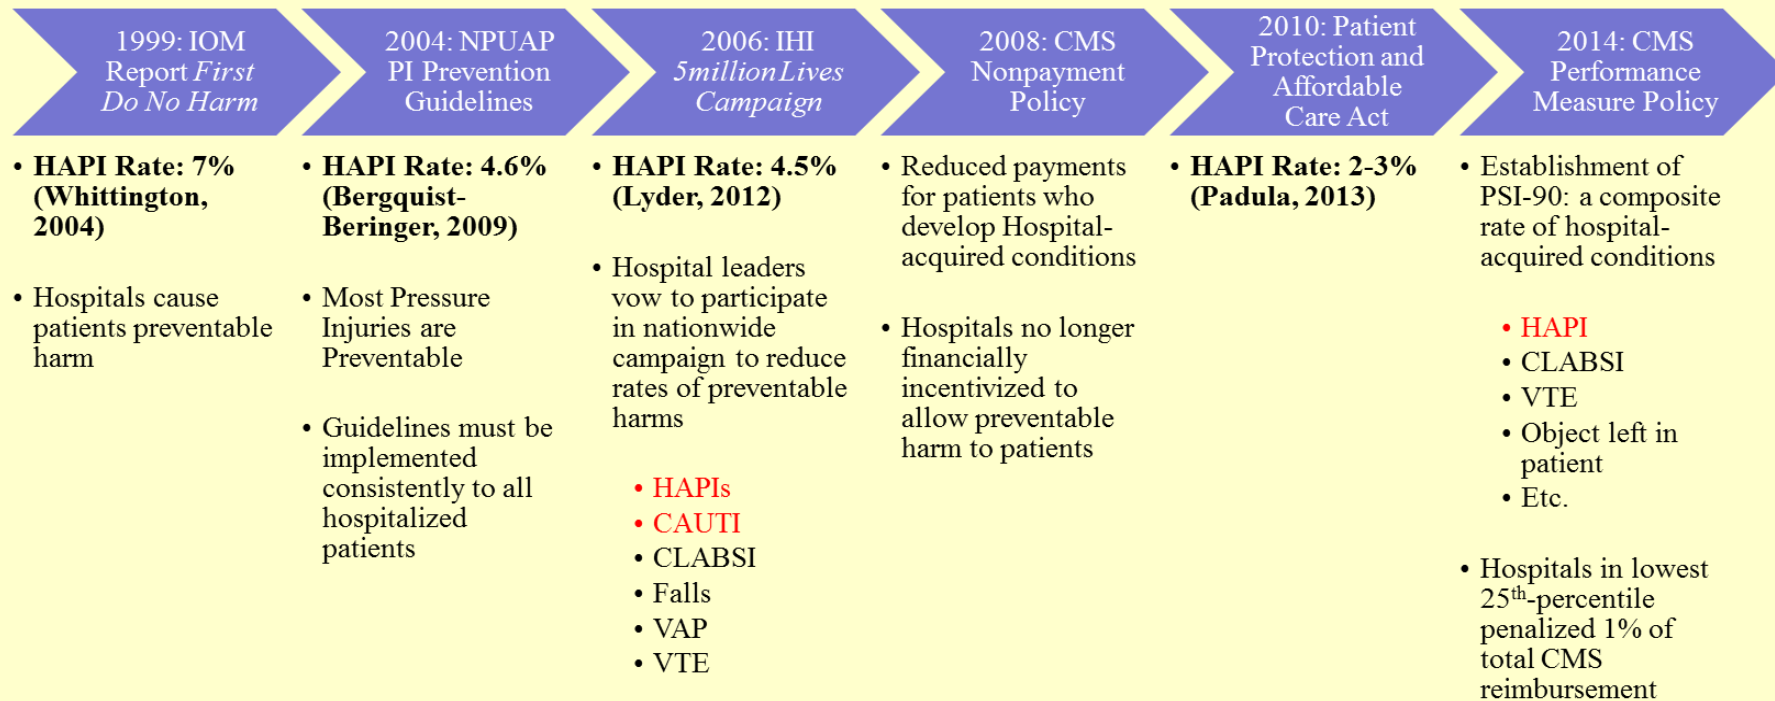 1999: IOM
Report First
Do No Harm
• HAPI Rate: 7%
(Whittington,
2004)
• Hospitals cause
patients preventable
harm
2004: NPUAP
PI Prevention
Guidelines
• HAPI Rate: 4.6%
(Bergquist-
Beringer, 2009)
• Most Pressure
Injuries are
Preventable
• Guidelines must be
implemented
consistently to all
hospitalized
patients
2006: IHI
5million Lives
Campaign
• HAPI Rate: 4.5%
(Lyder, 2012)
• Hospital leaders
vow to participate
in nationwide
campaign to reduce
rates of preventable
harms
• HAPIs
• CAUTI
• CLABSI
• Falls
• VAP
• VTE
2008: CMS
Nonpayment
Policy
• Reduced payments
for patients who
develop Hospital-
acquired conditions
• Hospitals no longer
financially
incentivized to
allow preventable
harm to patients
2010: Patient
Protection and
Affordable
Care Act
• HAPI Rate: 2-3%
(Padula, 2013)
2014: CMS
Performance
Measure Policy
• Establishment of
PSI-90: a composite
rate of hospital-
acquired conditions
• HAPI
• CLABSI
• VTE
• Object left in
patient
• Etc.
• Hospitals in lowest
25th-percentile
penalized 1% of
total CMS
reimbursement